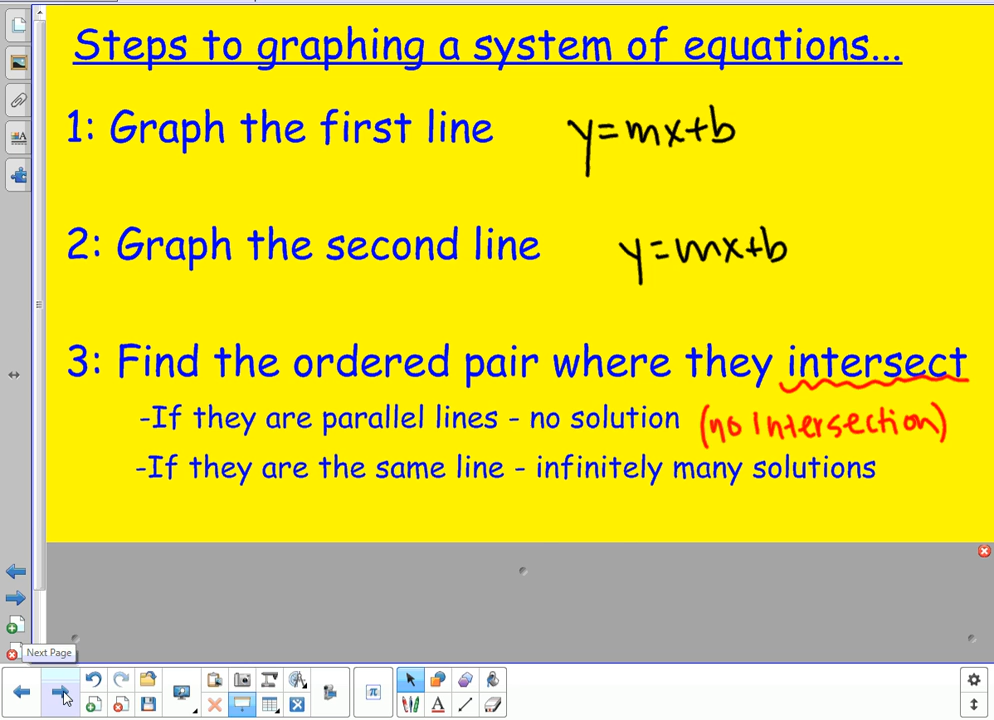 Steps to graphing a system of equations...
1: Graph the first line y=mx+b
2: Graph the second line y=mx+b
3: Find the ordered pair where they intersect
-If they are parallel lines - no solution (no intersection)
-If they are the same line - infinitely many solutions
Next Page